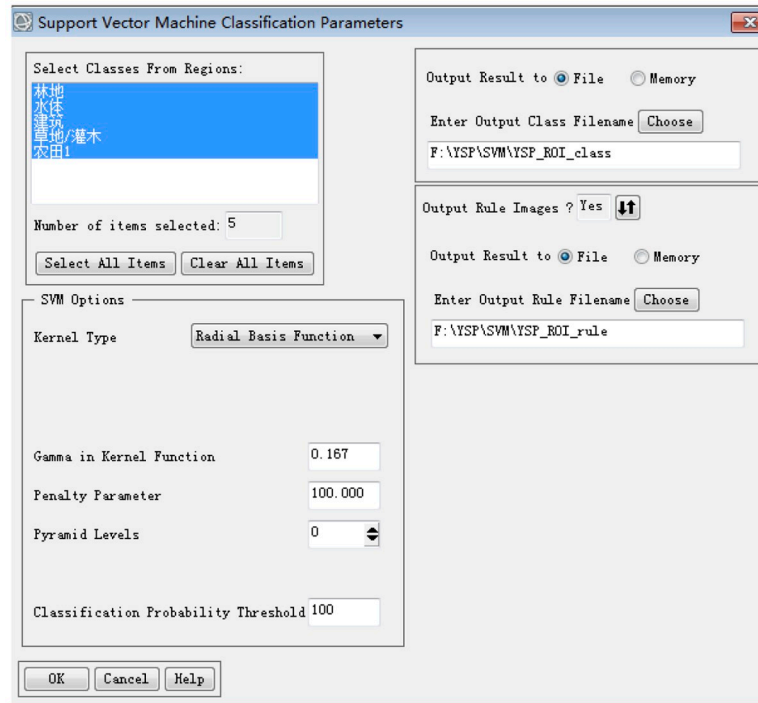 Support Vector Machine Classification Parameters
Select Classes From Regions:
林地
水体
建筑
草地/灌木
农田1
Number of items selected: 5
Select All Items Clear All Items
SVM Options
Kernel Type Radial Basis Function
Gamma in Kernel Function 0.167
Penalty Parameter 100.000
Pyramid Levels 0
Classification Probability Threshold 100
Output Result to File Memory
Enter Output Class Filename Choose
F:\YSP\SVM\YSP_ROI_class
Output Rule Images ? Yes
Output Result to File Memory
Enter Output Rule Filename Choose
F:\YSP\SVM\YSP_ROI_rule
OK Cancel Help